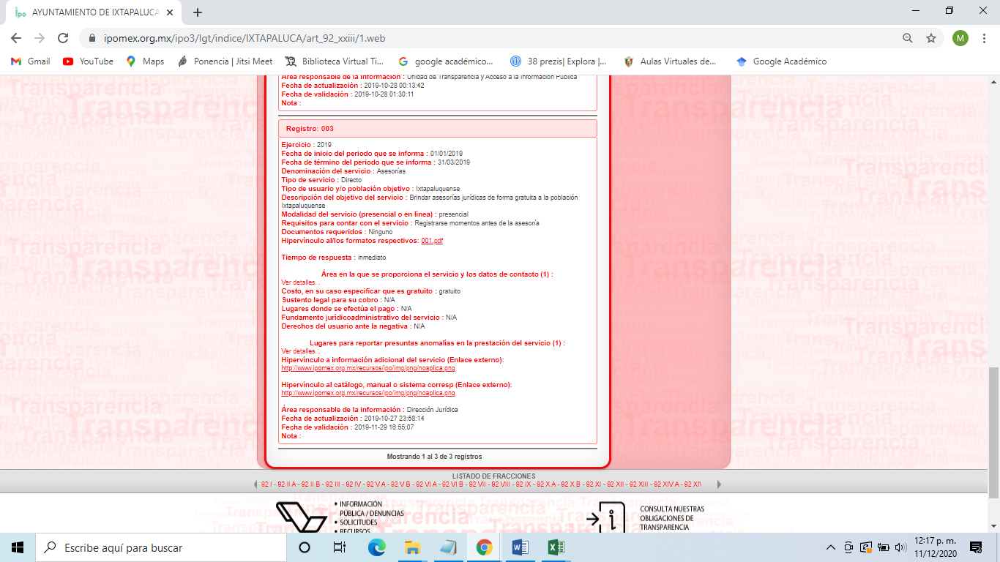 AYUNTAMIENTO DE IXTAPALUCA
ipomex.org.mx/ipo3/lgt/indice/IXTAPALUCA/art_92_xxiii/1.web
M
Gmail
YouTube
Maps
Ponencia | Jitsi Meet
Biblioteca Virtual Ti...
google académico...
38 prezis| Explora |...
Aulas Virtuales de...
Google Académico
Área responsable de la información : Unidad de Transparencia y Acceso a la Información Pública
Fecha de actualización : 2019-10-28 00:13:42
Fecha de validación : 2019-10-28 01:30:11
Nota :
Registro: 003
Ejercicio : 2019
Fecha de inicio del periodo que se informa : 01/01/2019
Fecha de término del periodo que se informa : 31/03/2019
Denominación del servicio : Asesorías
Tipo de servicio : Directo
Tipo de usuario y/o población objetivo : Ixtapaluquense
Descripción del objetivo del servicio : Brindar asesorías jurídicas de forma gratuita a la población
Ixtapaluquense
Modalidad del servicio (presencial o en línea) : presencial
Requisitos para contar con el servicio : Registrarse momentos antes de la asesoría
Documentos requeridos : Ninguno
Hipervínculo al/los formatos respectivos: 001.pdf
Tiempo de respuesta : inmediato
Área en la que se proporciona el servicio y los datos de contacto (1) :
Ver detalles...
Costo, en su caso especificar que es gratuito : gratuito
Sustento legal para su cobro : N/A
Lugares donde se efectúa el pago : N/A
Fundamento jurídicoadministrativo del servicio : N/A
Derechos del usuario ante la negativa : N/A
Lugares para reportar presuntas anomalías en la prestación del servicio (1) :
Ver detalles...
Hipervínculo a información adicional del servicio (Enlace externo):
http://www.ipomex.org.mx/recursos/ipo/img/png/noaplica.png
Hipervínculo al catálogo, manual o sistema corresp (Enlace externo):
http://www.ipomex.org.mx/recursos/ipo/img/png/noaplica.png
Área responsable de la información : Dirección Jurídica
Fecha de actualización : 2019-10-27 23:58:14
Fecha de validación : 2019-11-29 16:55:07
Nota :
Mostrando 1 al 3 de 3 registros
LISTADO DE FRACCIONES
92 I - 92 II A - 92 II B - 92 III - 92 IV - 92 V A - 92 V B - 92 VI A - 92 VI B - 92 VII - 92 VIII - 92 IX - 92 X A - 92 X B - 92 XI - 92 XII - 92 XIII - 92 XIV A - 92 XIV
• INFORMACIÓN
PÚBLICA / DENUNCIAS
• SOLICITUDES
• RECURSOS
CONSULTA NUESTRAS
OBLIGACIONES DE
TRANSPARENCIA
Escribe aquí para buscar
12:17 p. m.
11/12/2020